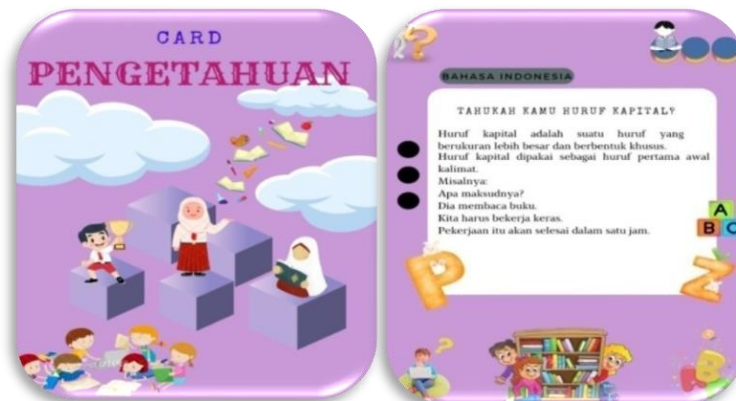 CARD
PENGETAHUAN
BAHASA INDONESIA
TAHUKAH KAMU HURUF KAPITAL?
Huruf kapital adalah suatu huruf yang
berukuran lebih besar dan berbentuk khusus.
Huruf kapital dipakai sebagai huruf pertama awal
kalimat.
Misalnya:
Apa maksudnya?
Dia membaca buku.
Kita harus bekerja keras.
Pekerjaan itu akan selesai dalam satu jam.
A
B C
P
Z
B